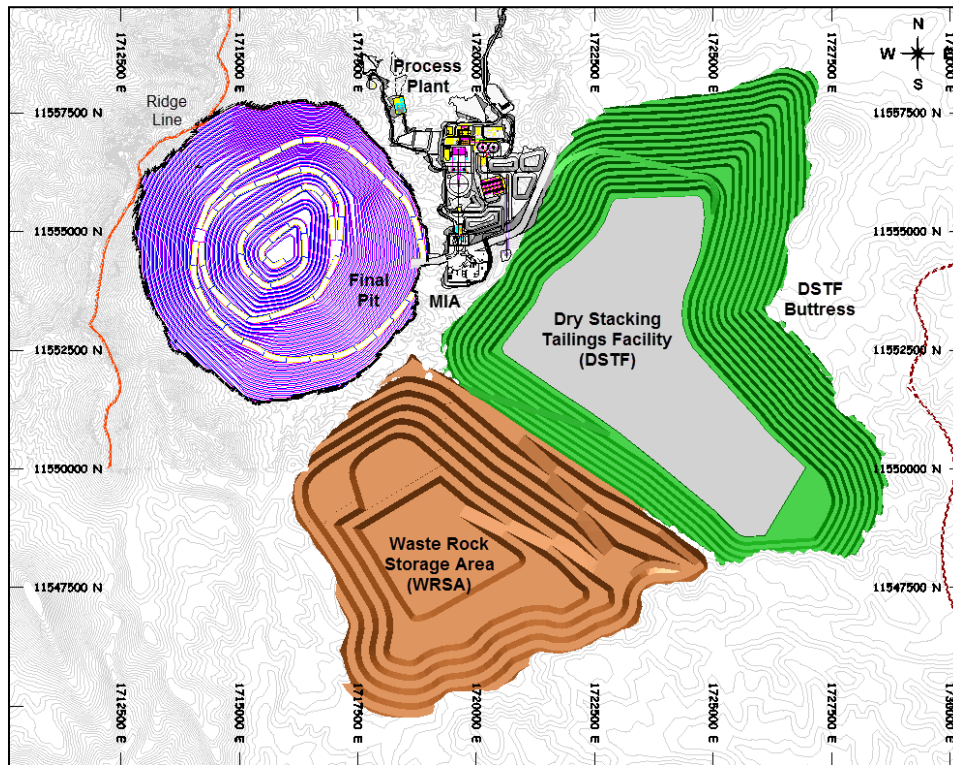 1712500 E
1715000 E
1717500 E
1720000 E
1722500 E
1725000 E
1727500 E
N
W
S
Process
Plant
Ridge
Line
11557500 N
11557500 N
11555000 N
11555000 N
Final
Pit
MIA
DSTF
Buttress
Dry Stacking
Tailings Facility
(DSTF)
11552500 N
11552500 N
11550000 N
11550000 N
Waste Rock
Storage Area
(WRSA)
11547500 N
11547500 N
1712500 E
1715000 E
1717500 E
1720000 E
1722500 E
1725000 E
1727500 E